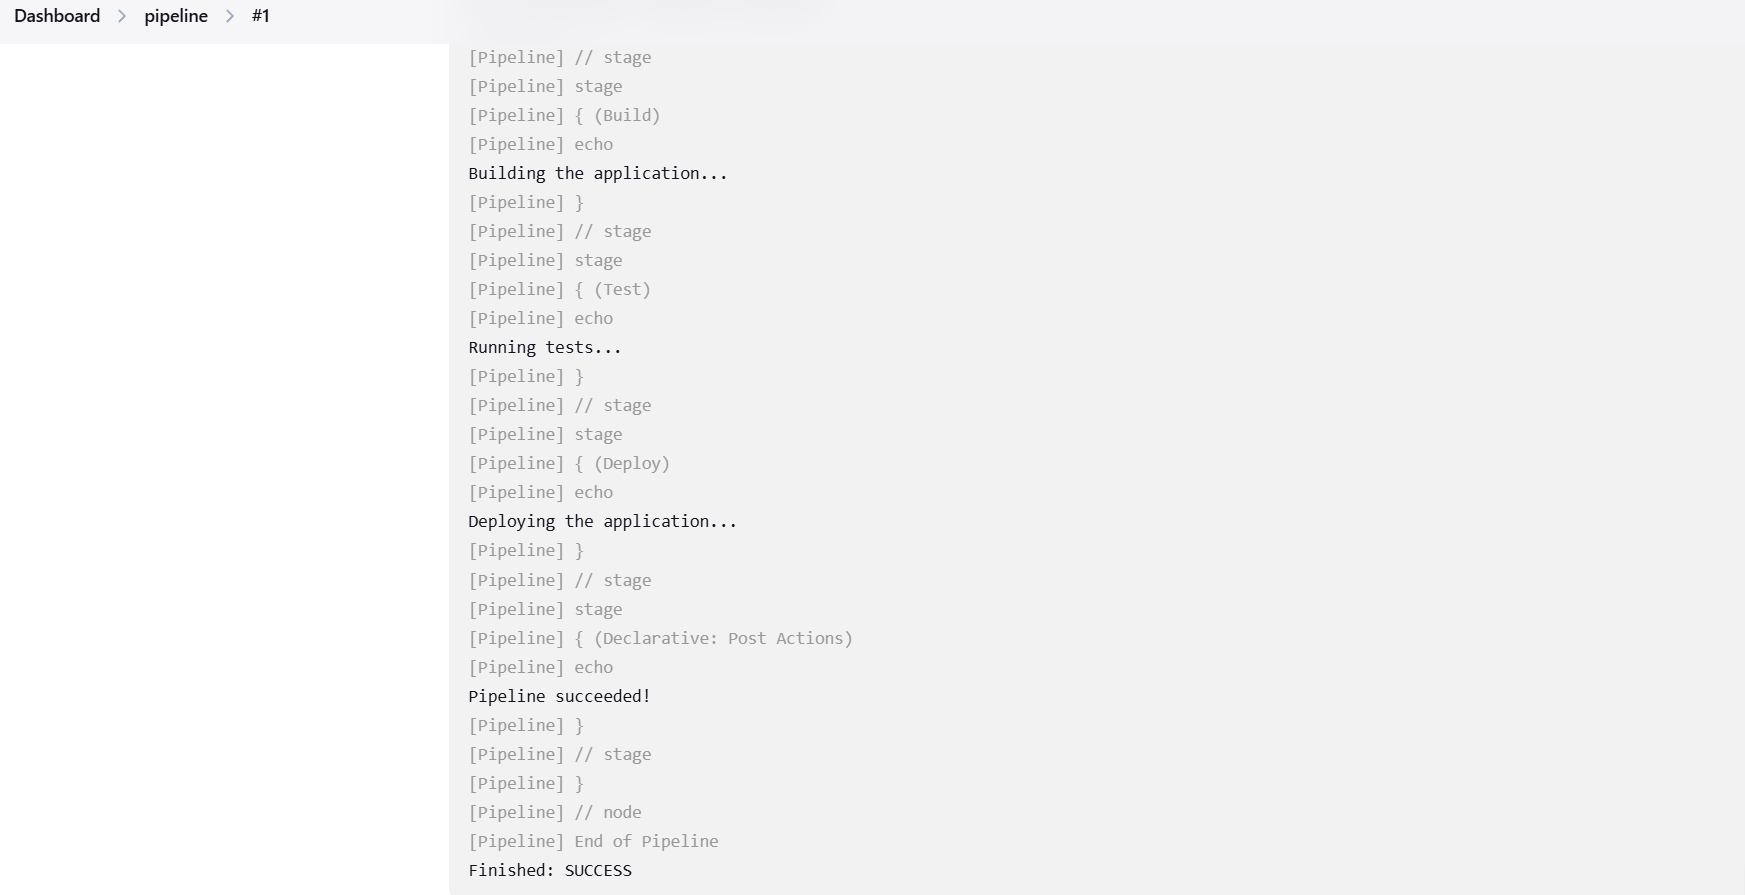 Dashboard > pipeline > #1
[Pipeline] // stage
[Pipeline] stage
[Pipeline] { (Build)
[Pipeline] echo
Building the application...
[Pipeline] }
[Pipeline] // stage
[Pipeline] stage
[Pipeline] { (Test)
[Pipeline] echo
Running tests...
[Pipeline] }
[Pipeline] // stage
[Pipeline] stage
[Pipeline] { (Deploy)
[Pipeline] echo
Deploying the application...
[Pipeline] }
[Pipeline] // stage
[Pipeline] stage
[Pipeline] { (Declarative: Post Actions)
[Pipeline] echo
Pipeline succeeded!
[Pipeline] }
[Pipeline] // stage
[Pipeline] }
[Pipeline] // node
[Pipeline] End of Pipeline
Finished: SUCCESS